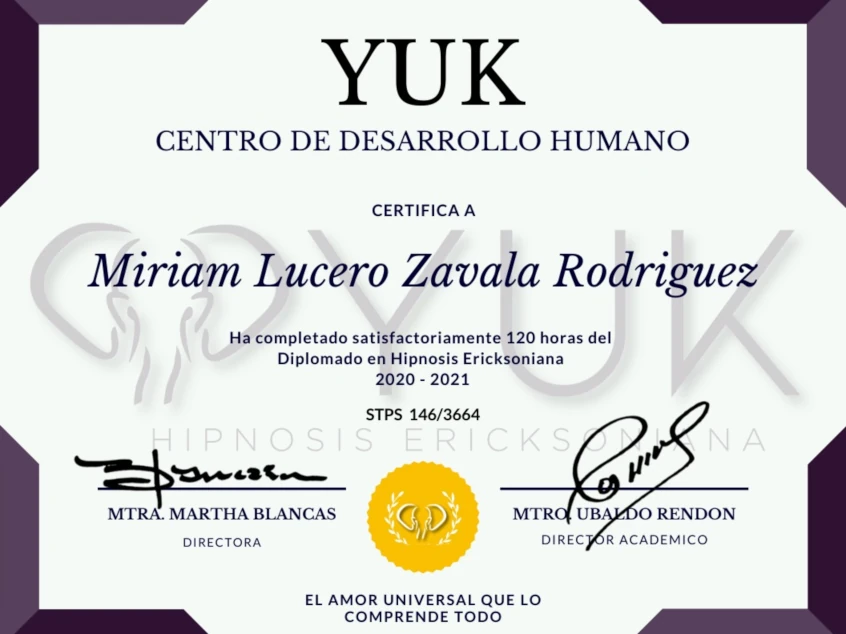 YUK
CENTRO DE DESARROLLO HUMANO
CERTIFICA A
Miriam Lucero Zavala Rodriguez
Ha completado satisfactoriamente 120 horas del
Diplomado en Hipnosis Ericksoniana
2020 - 2021
STPS 146/3664
YUK
HIPNOSIS ERICKSONIANA
MTRA. MARTHA BLANCAS
DIRECTORA
MTRO. UBALDO RENDON
DIRECTOR ACADEMICO
EL AMOR UNIVERSAL QUE LO
COMPRENDE TODO